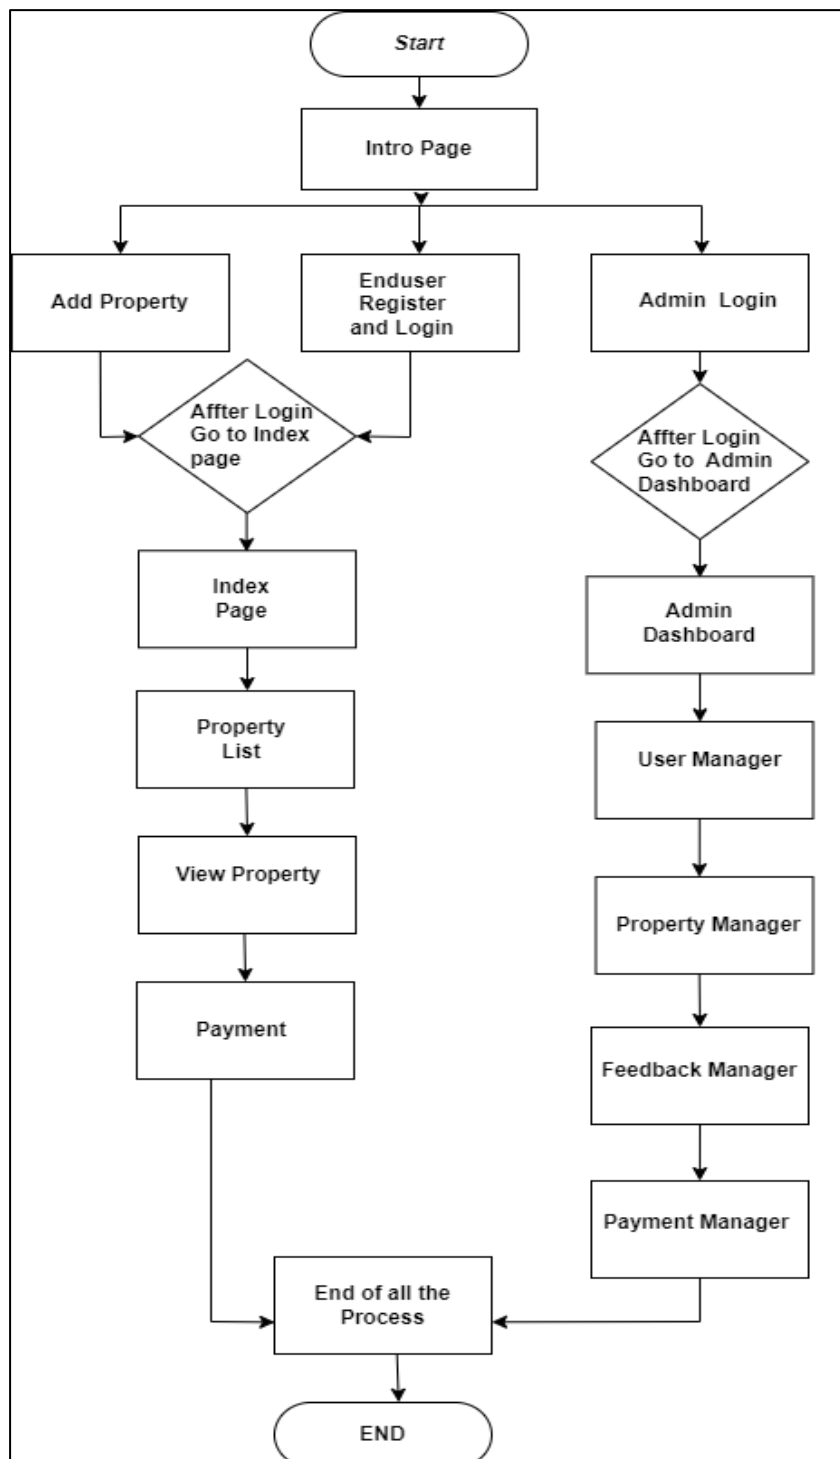 Start
Intro Page
Add Property
Enduser
Register
and Login
Admin Login
Affter Login
Go to Index
page
Affter Login
Go to Admin
Dashboard
Index
Page
Admin
Dashboard
Property
List
User Manager
View Property
Property Manager
Payment
Feedback Manager
Payment Manager
End of all the
Process
END